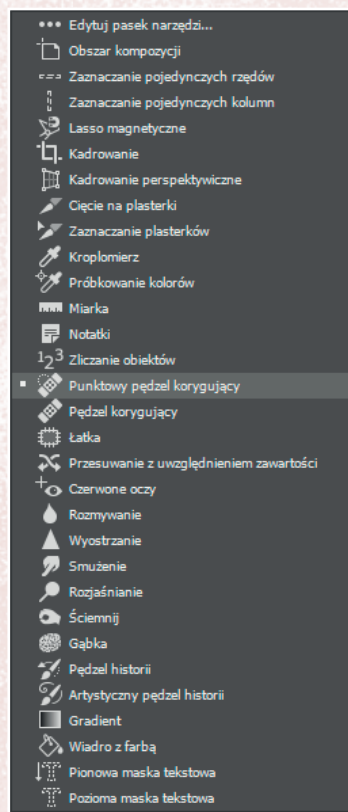 Edytuj pasek narzędzi...
Obszar kompozycji
Zaznaczanie pojedynczych rzędów
Zaznaczanie pojedynczych kolumn
Lasso magnetyczne
Kadrowanie
Kadrowanie perspektywiczne
Cięcie na plasterki
Zaznaczanie plasterków
Kroplomierz
Próbkowanie kolorów
Miarka
Notatki
Zliczanie obiektów
Punktowy pędzel korygujący
Pędzel korygujący
Łatka
Przesuwanie z uwzględnieniem zawartości
Czerwone oczy
Rozmywanie
Wyostrzanie
Smużenie
Rozjaśnianie
Ściemnij
Gąbka
Pędzel historii
Artystyczny pędzel historii
Gradient
Wiadro z farbą
Pionowa maska tekstowa
Pozioma maska tekstowa